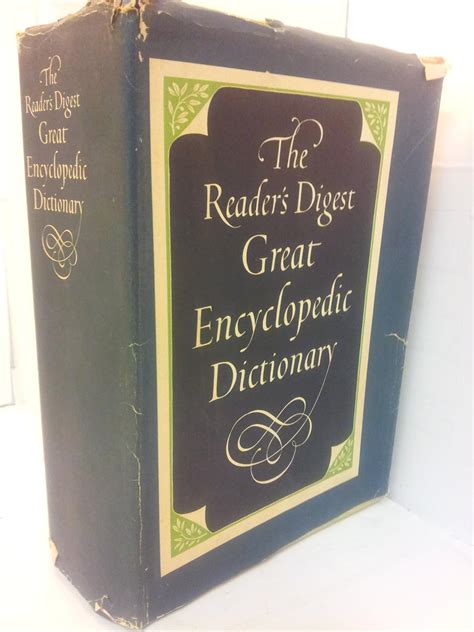 The
Reader's Digest
Great
Encyclopedic
Dictionary
The
Reader's Digest
Great
Encyclopedic
Dictionary